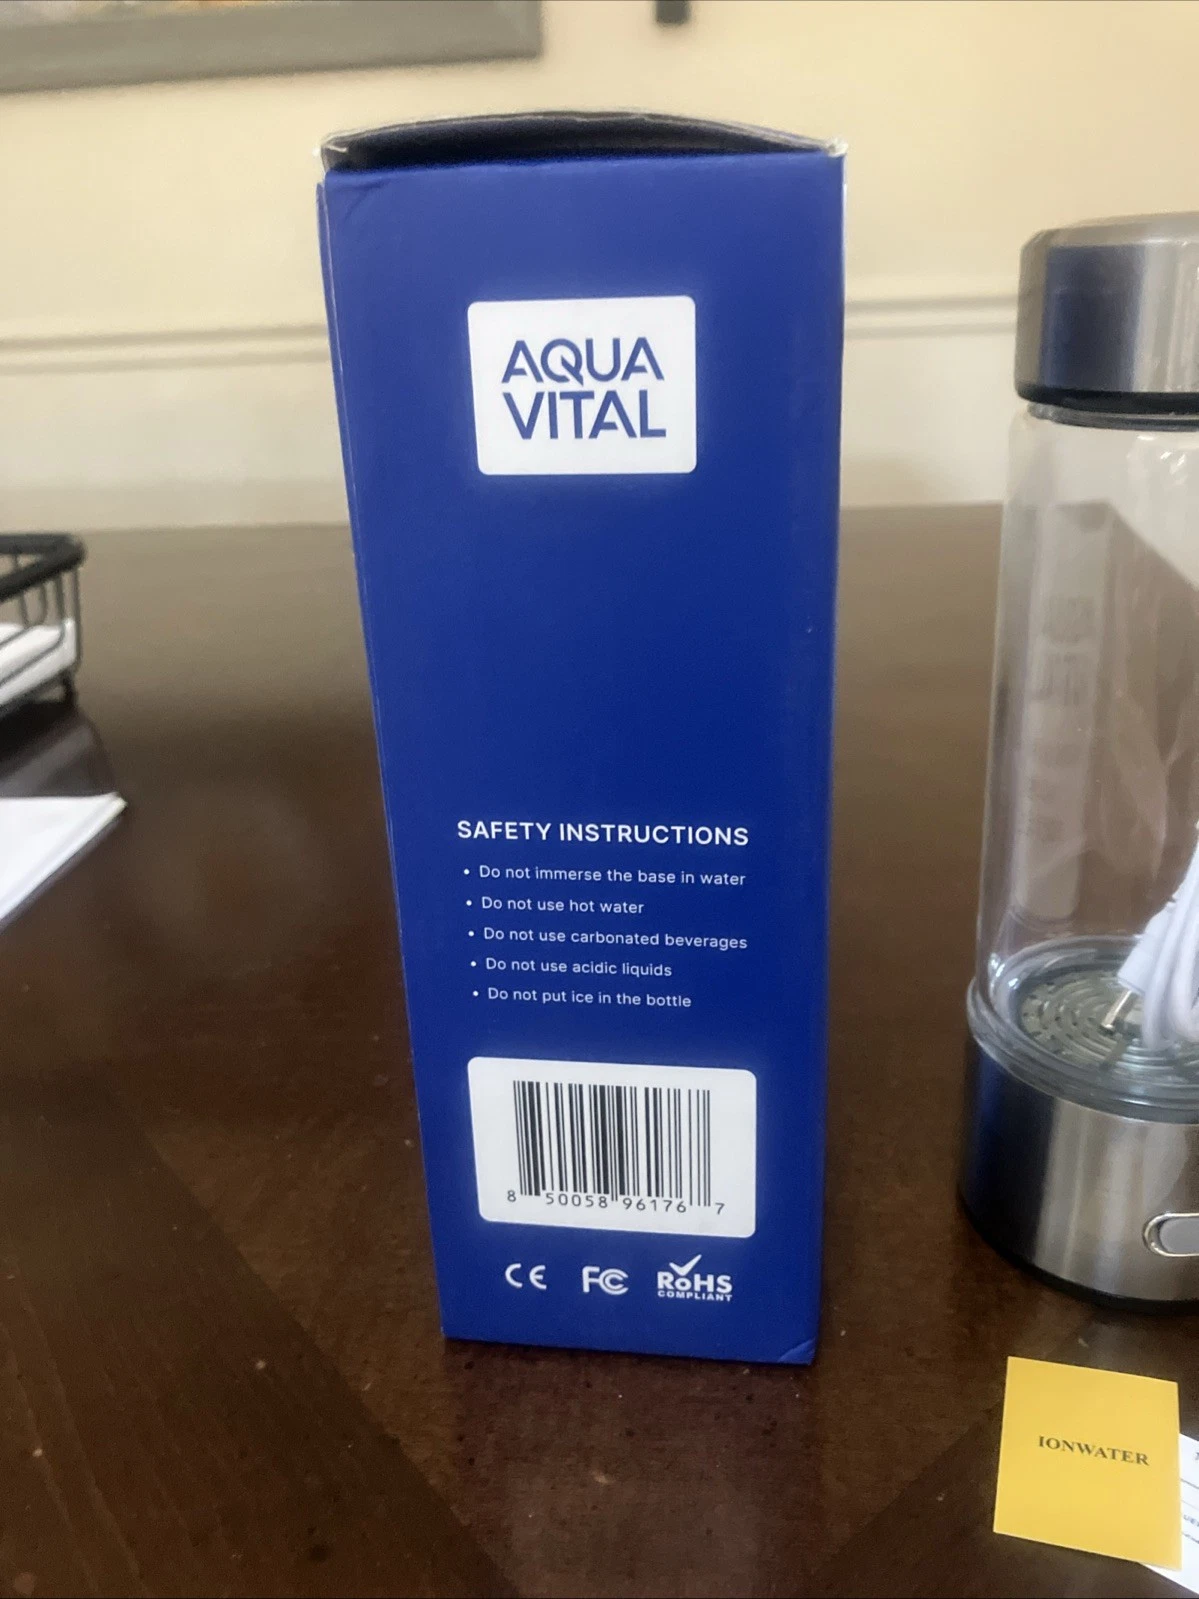 AQUA
VITAL
SAFETY INSTRUCTIONS
• Do not immerse the base in water
• Do not use hot water
• Do not use carbonated beverages
• Do not use acidic liquids
• Do not put ice in the bottle
8 50058 96176 7
CE FC RoHS
COMPLIANT
IONWATER